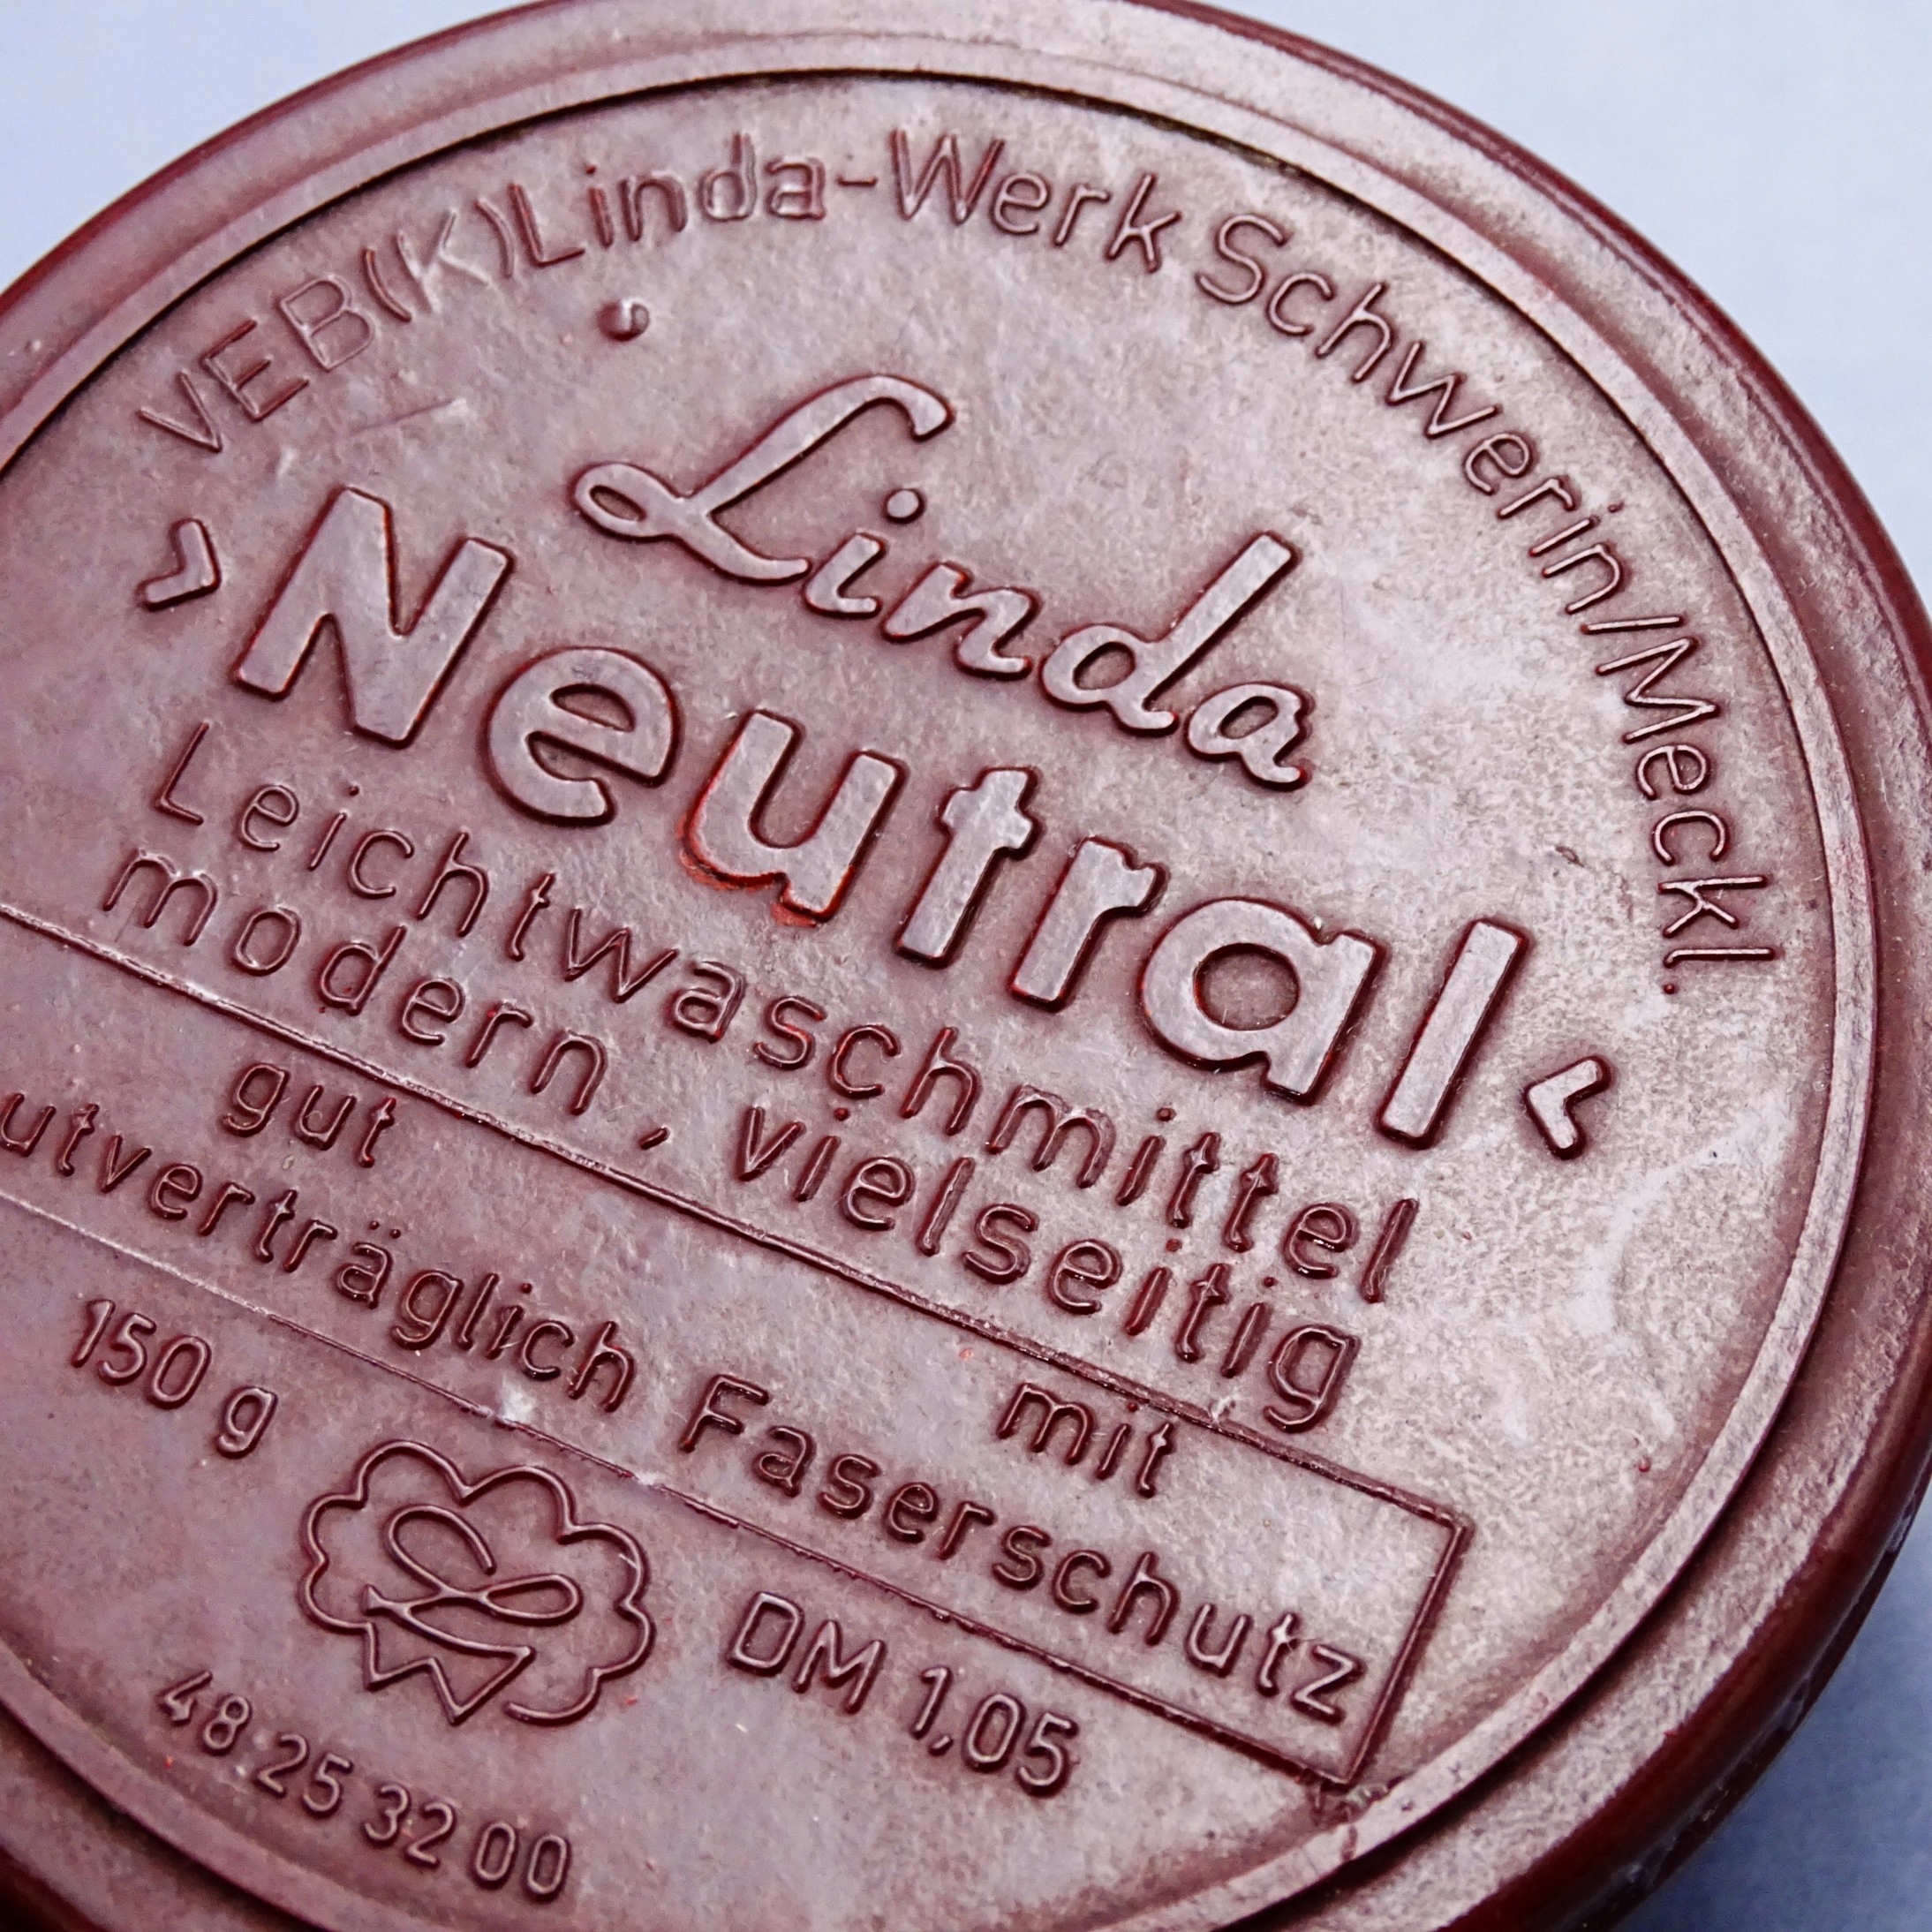 VEB(K)Linda-Werk Schwerin/Meckl.
Linda
›Neutral‹
Leichtwaschmittel
modern, vielseitig
gut mit
utverträglich Faserschutz
150 g DM 1,05
48 25 32 00